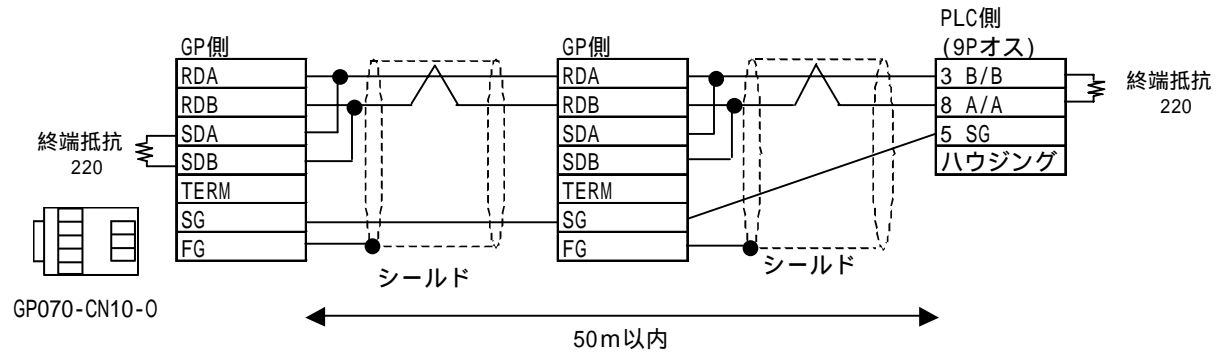 PLC側
(9Pオス)
GP側
RDA
RDB
SDA
SDB
TERM
SG
FG
GP側
RDA
RDB
SDA
SDB
TERM
SG
FG
3 B/B
8 A/A
5 SG
ハウジング
終端抵抗
220
終端抵抗
220
シールド
シールド
GP070-CN10-O
50m以内